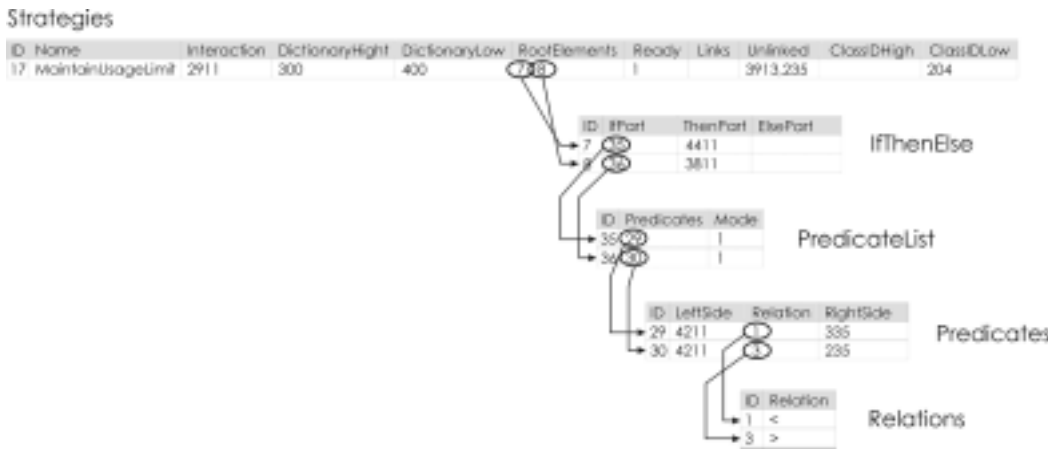 Strategies
ID Name Interaction DictionaryHight DictionaryLow RootElements Ready Links Unlinked ClassIDHigh ClassIDLow
17 MaintainUsageLimit 2911 300 400 7 8 1 3913,235 204
ID IfPart ThenPart ElsePart
7 35 4411
8 36 3811
IfThenElse
ID Predicates Mode
35 29 1
36 30 1
PredicateList
ID LeftSide Relation RightSide
29 4211 1 335
30 4211 3 235
Predicates
ID Relation
1 <
3 >
Relations